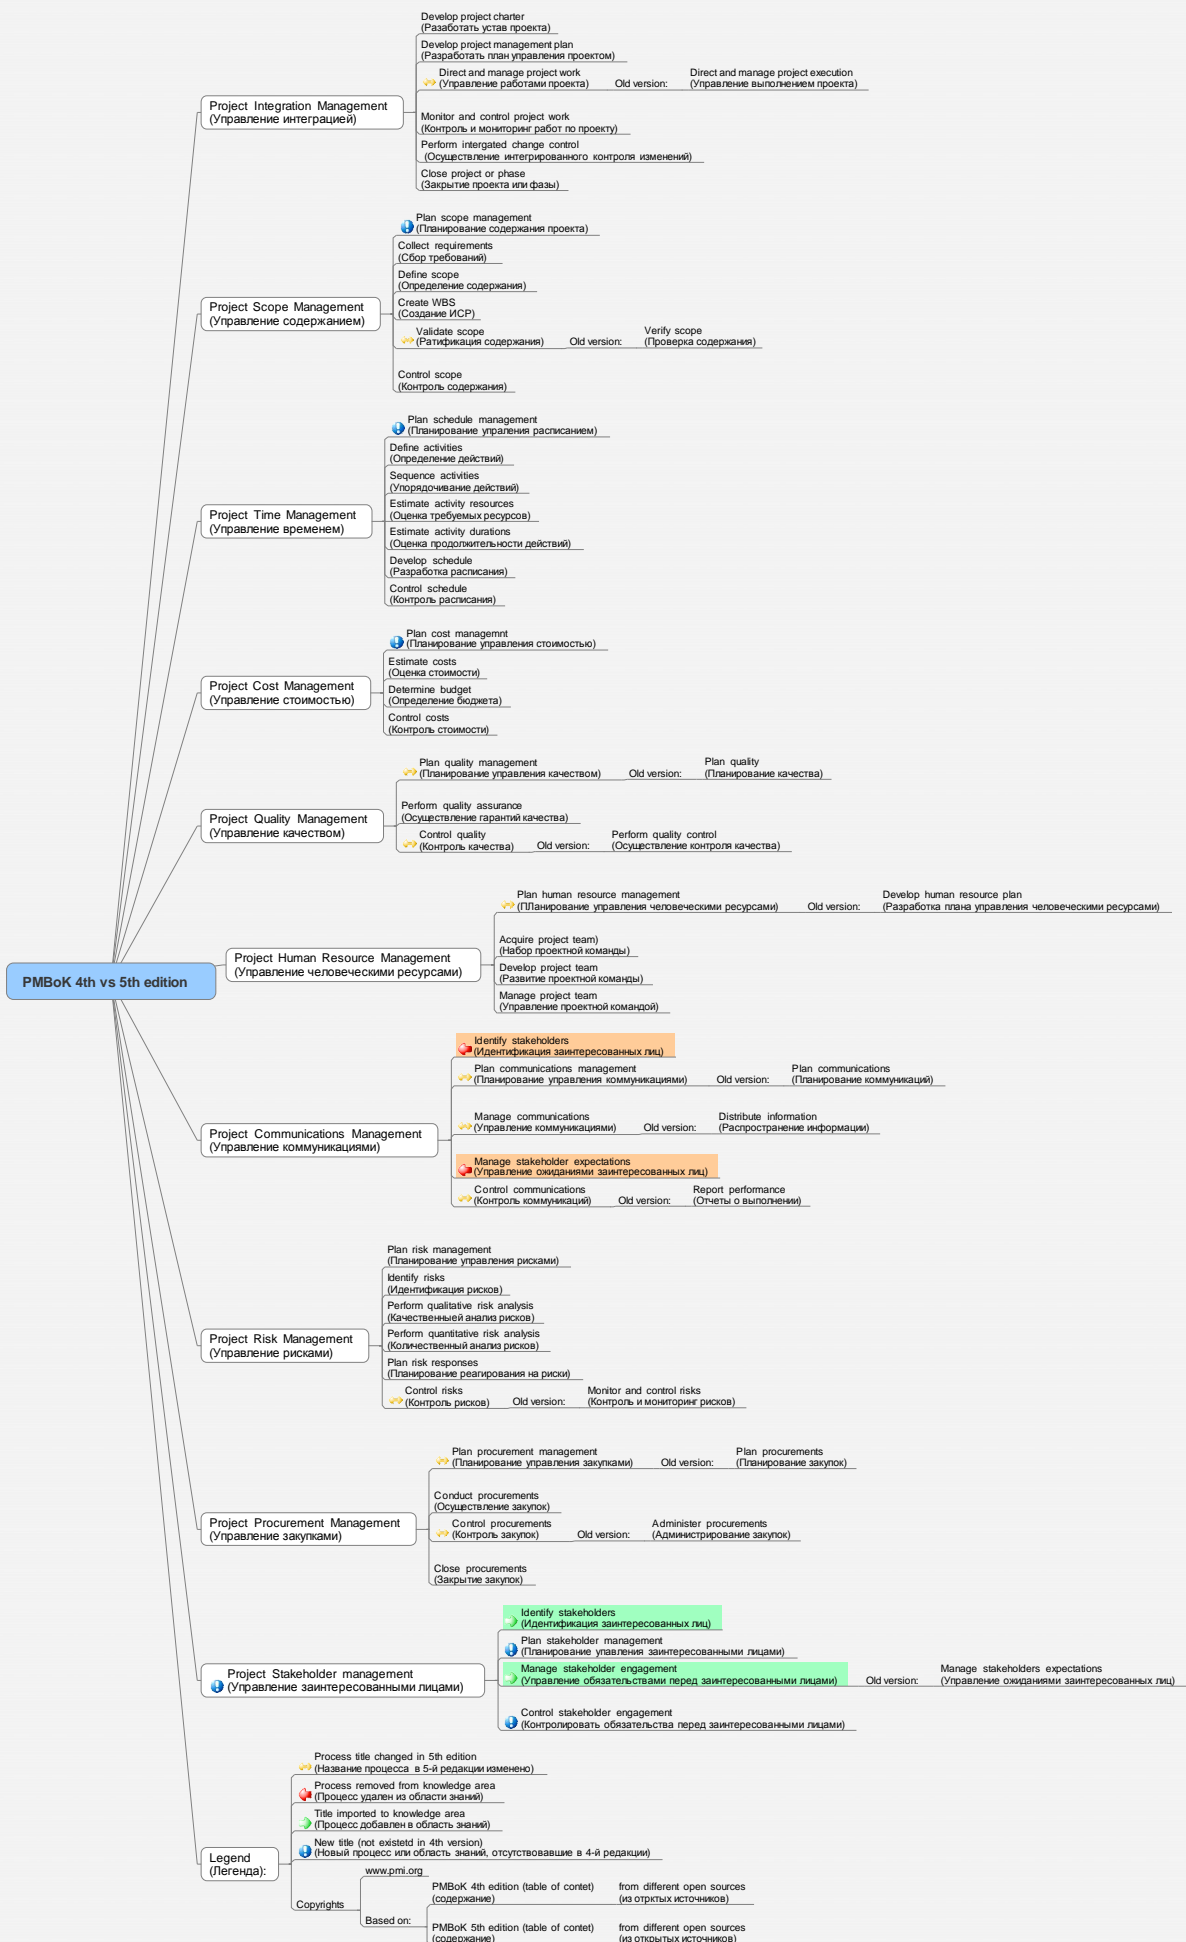 Develop project charter
(Разаботать устав проекта)
Develop project management plan
(Разработать план управления проектом)
Direct and manage project work
(Управление работами проекта)
Old version:
Direct and manage project execution
(Управление выполнением проекта)
Project Integration Management
(Управление интеграцией)
Monitor and control project work
(Контроль и мониторинг работ по проекту)
Perform intergated change control
(Осуществление интегрированного контроля изменений)
Close project or phase
(Закрытие проекта или фазы)
Plan scope management
(Планирование содержания проекта)
Collect requirements
(Сбор требований)
Define scope
(Определение содержания)
Project Scope Management
(Управление содержанием)
Create WBS
(Создание ИСР)
Validate scope
(Ратификация содержания)
Old version:
Verify scope
(Проверка содержания)
Control scope
(Контроль содержания)
Plan schedule management
(Планирование упраления расписанием)
Define activities
(Определение действий)
Sequence activities
(Упорядочивание действий)
Project Time Management
(Управление временем)
Estimate activity resources
(Оценка требуемых ресурсов)
Estimate activity durations
(Оценка продолжительности действий)
Develop schedule
(Разработка расписания)
Control schedule
(Контроль расписания)
Plan cost managemnt
(Планирование управления стоимостью)
Estimate costs
(Оценка стоимости)
Project Cost Management
(Управление стоимостью)
Determine budget
(Определение бюджета)
Control costs
(Контроль стоимости)
Plan quality management
(Планирование управления качеством)
Old version:
Plan quality
(Планирование качества)
Project Quality Management
(Управление качеством)
Perform quality assurance
(Осуществление гарантий качества)
Control quality
(Контроль качества)
Old version:
Perform quality control
(Осуществление контроля качества)
Plan human resource management
(ПЛанирование управления человеческими ресурсами)
Old version:
Develop human resource plan
(Разработка плана управления человеческими ресурсами)
Project Human Resource Management
(Управление человеческими ресурсами)
Acquire project team)
(Набор проектной команды)
Develop project team
(Развитие проектной команды)
Manage project team
(Управление проектной командой)
PMBoK 4th vs 5th edition
Identify stakeholders
(Идентификация заинтересованных лиц)
Plan communications management
(Планирование управления коммуникациями)
Old version:
Plan communications
(Планирование коммуникаций)
Project Communications Management
(Управление коммуникациями)
Manage communications
(Управление коммуникациями)
Old version:
Distribute information
(Распространение информации)
Manage stakeholder expectations
(Управление ожиданиями заинтересованных лиц)
Control communications
(Контроль коммуникаций)
Old version:
Report performance
(Отчеты о выполнении)
Plan risk management
(Планирование управления рисками)
Identify risks
(Идентификация рисков)
Perform qualitative risk analysis
(Качественныей анализ рисков)
Project Risk Management
(Управление рисками)
Perform quantitative risk analysis
(Количественный анализ рисков)
Plan risk responses
(Планирование реагирования на риски)
Control risks
(Контроль рисков)
Old version:
Monitor and control risks
(Контроль и мониторинг рисков)
Plan procurement management
(Планирование управления закупками)
Old version:
Plan procurements
(Планирование закупок)
Conduct procurements
(Осуществление закупок)
Project Procurement Management
(Управление закупками)
Control procurements
(Контроль закупок)
Old version:
Administer procurements
(Администрирование закупок)
Close procurements
(Закрытие закупок)
Identify stakeholders
(Идентификация заинтересованных лиц)
Plan stakeholder management
(Планирование упавления заинтересованными лицами)
Project Stakeholder management
(Управление заинтересованными лицами)
Manage stakeholder engagement
(Управление обязательствами перед заинтересованными лицами)
Old version:
Manage stakeholders expectations
(Управление ожиданиями заинтересованных лиц)
Control stakeholder engagement
(Контролировать обязательства перед заинтересованными лицами)
Process title changed in 5th edition
(Название процесса в 5-й редакции изменено)
Process removed from knowledge area
(Процесс удален из области знаний)
Title imported to knowledge area
(Процесс добавлен в область знаний)
New title (not existetd in 4th version)
(Новый процесс или область знаний, отсутствовавшие в 4-й редакции)
Legend
(Легенда):
Copyrights
www.pmi.org
Based on:
PMBoK 4th edition (table of contet)
(содержание)
from different open sources
(из отрктых источников)
PMBoK 5th edition (table of contet)
(содержание)
from different open sources
(из открытых источников)